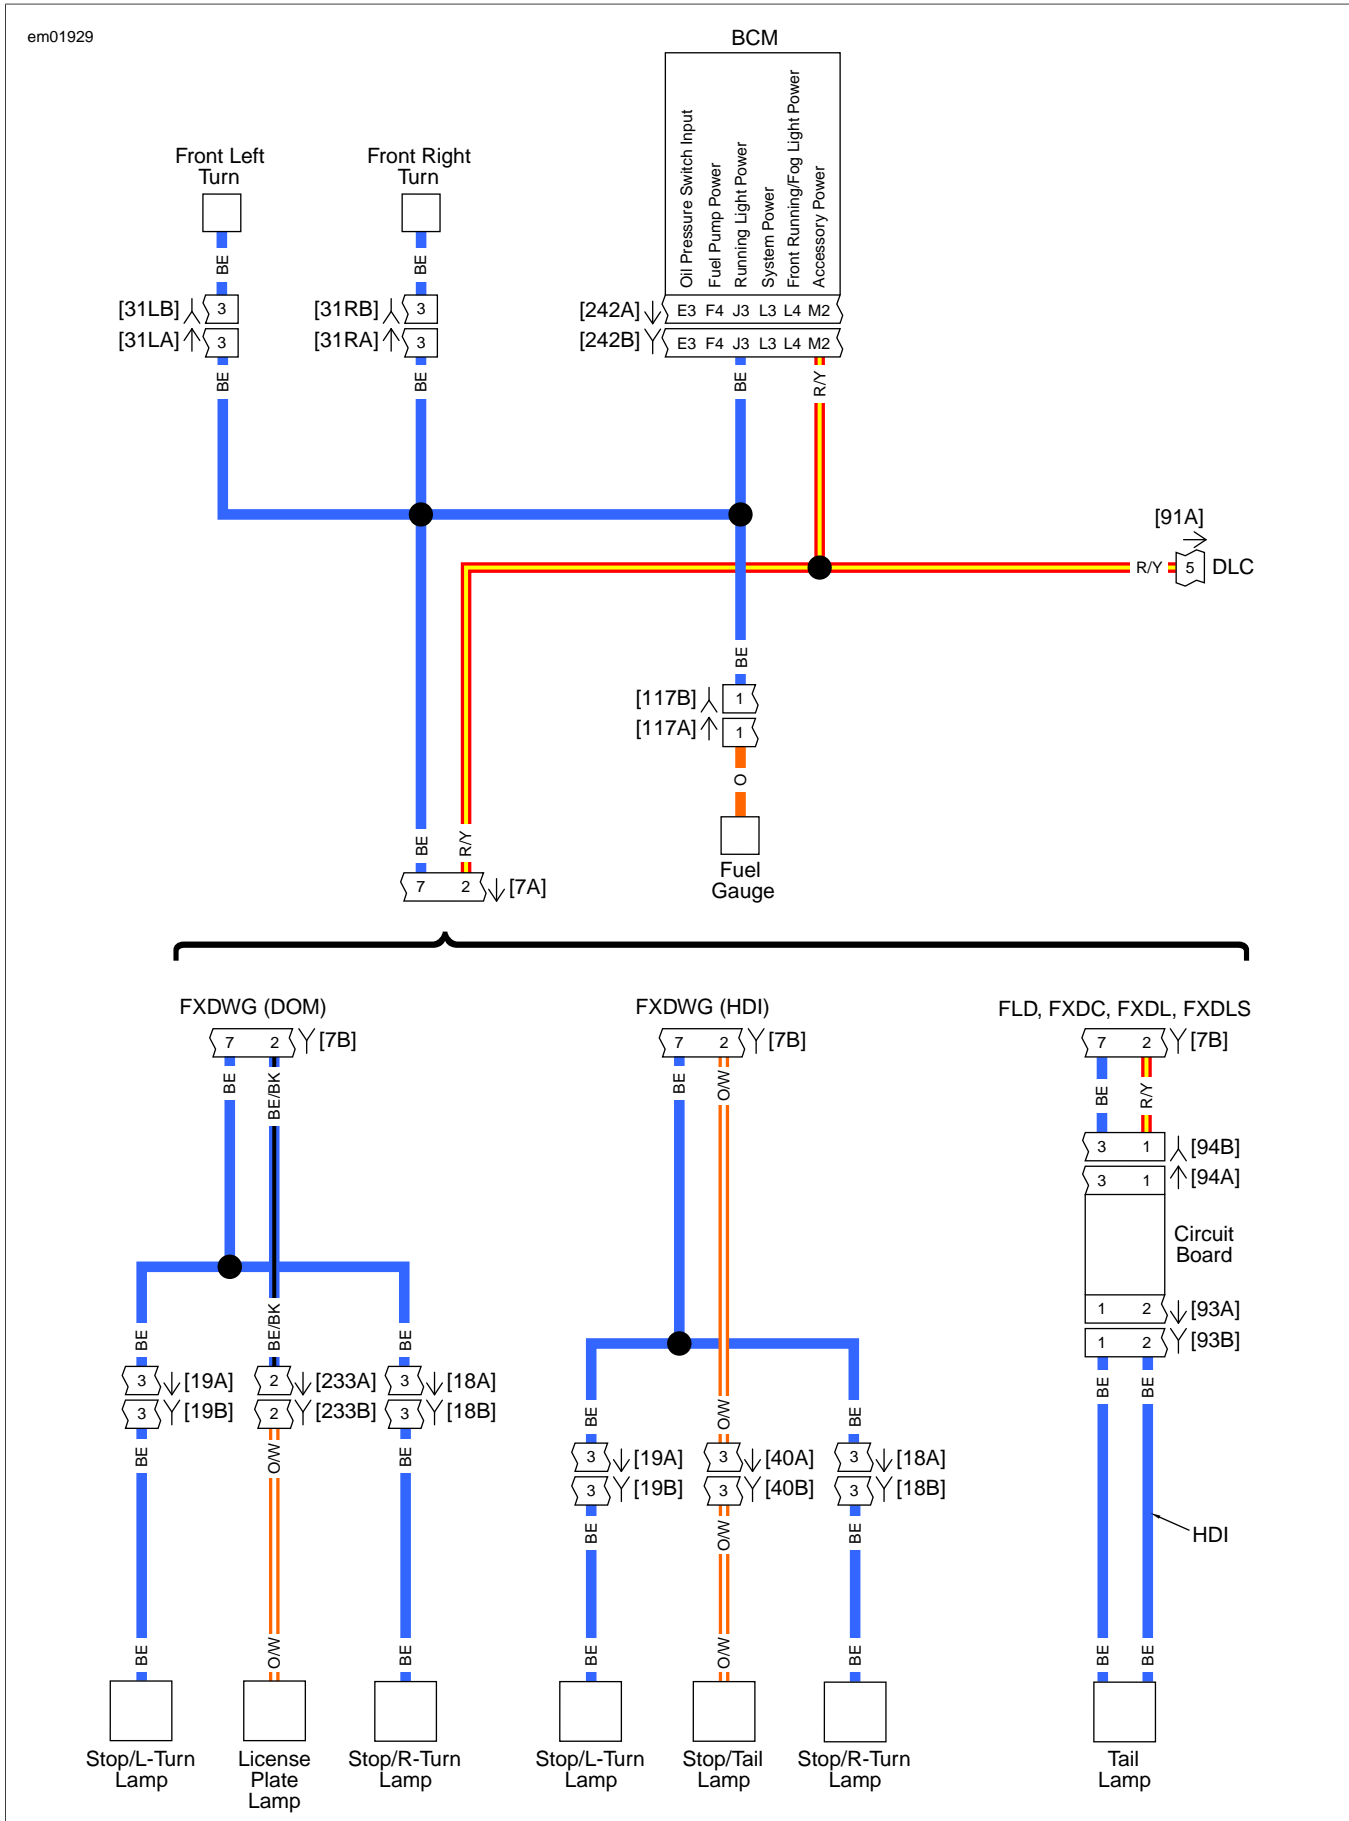 em01929
BCM
Oil Pressure Switch Input
Fuel Pump Power
Running Light Power
System Power
Front Running/Fog Light Power
Accessory Power
Front Left
Turn
Front Right
Turn
BE
BE
[31LB] 3
[31RB] 3
[242A] E3 F4 J3 L3 L4 M2
[31LA] 3
[31RA] 3
[242B] E3 F4 J3 L3 L4 M2
BE
BE
BE
R/Y
[91A]
R/Y 5 DLC
BE
[117B] 1
[117A] 1
O
Fuel
Gauge
BE
R/Y
7 2 [7A]
FXDWG (DOM)
FXDWG (HDI)
FLD, FXDC, FXDL, FXDLS
7 2 [7B]
7 2 [7B]
7 2 [7B]
BE
BE/BK
BE
O/W
BE
R/Y
3 1 [94B]
3 1 [94A]
Circuit
Board
1 2 [93A]
1 2 [93B]
BE
BE/BK
BE
3 [19A]
2 [233A]
3 [18A]
3 [19B]
2 [233B]
3 [18B]
BE
O/W
BE
BE
O/W
BE
3 [19A]
3 [40A]
3 [18A]
3 [19B]
3 [40B]
3 [18B]
BE
O/W
BE
BE
BE
HDI
BE
O/W
BE
BE
O/W
BE
BE
BE
Stop/L-Turn
Lamp
License
Plate
Lamp
Stop/R-Turn
Lamp
Stop/L-Turn
Lamp
Stop/Tail
Lamp
Stop/R-Turn
Lamp
Tail
Lamp